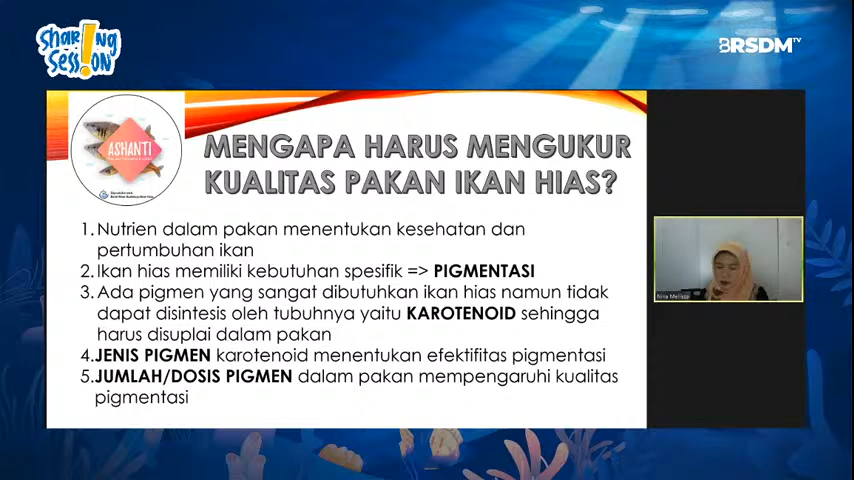 Sharing
Session
BRSDM TV
ASHANTI
MENGAPA HARUS MENGUKUR
KUALITAS PAKAN IKAN HIAS?
1. Nutrien dalam pakan menentukan kesehatan dan
pertumbuhan ikan
2. Ikan hias memiliki kebutuhan spesifik => PIGMENTASI
3. Ada pigmen yang sangat dibutuhkan ikan hias namun tidak
dapat disintesis oleh tubuhnya yaitu KAROTENOID sehingga
harus disuplai dalam pakan
4. JENIS PIGMEN karotenoid menentukan efektifitas pigmentasi
5. JUMLAH/DOSIS PIGMEN dalam pakan mempengaruhi kualitas
pigmentasi
Nina Meilisza